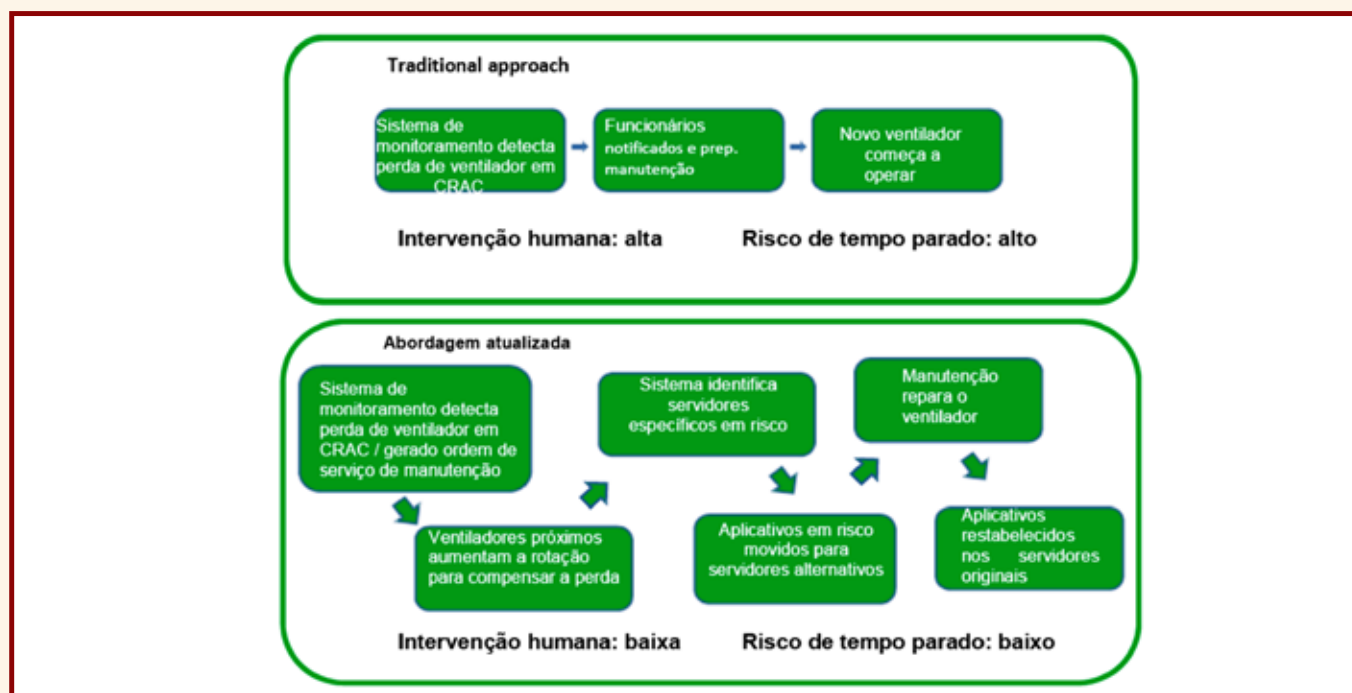 Traditional approach
Sistema de
monitoramento detecta
perda de ventilador em
CRAC
Funcionários
notificados e prep.
manutenção
Novo ventilador
começa a
operar
Intervenção humana: alta
Risco de tempo parado: alto
Abordagem atualizada
Sistema de
monitoramento detecta
perda de ventilador em
CRAC / gerado ordem de
serviço de manutenção
Ventiladores próximos
aumentam a rotação
para compensar a perda
Sistema identifica
servidores
específicos em risco
Aplicativos em risco
movidos para
servidores alternativos
Manutenção
repara o
ventilador
Aplicativos
restabelecidos
nos servidores
originais
Intervenção humana: baixa
Risco de tempo parado: baixo